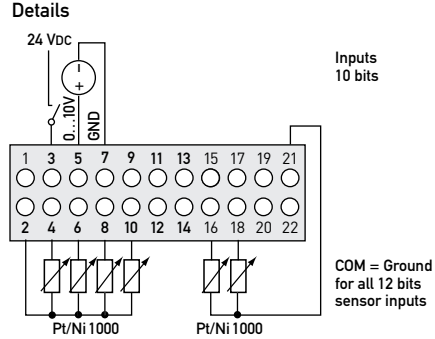 Details
24 VDC
Inputs
10 bits
0...10V
GND
− +
1 3 5 7 9 11 13 15 17 19 21
2 4 6 8 10 12 14 16 18 20 22
COM = Ground
for all 12 bits
sensor inputs
Pt/Ni 1000 Pt/Ni 1000